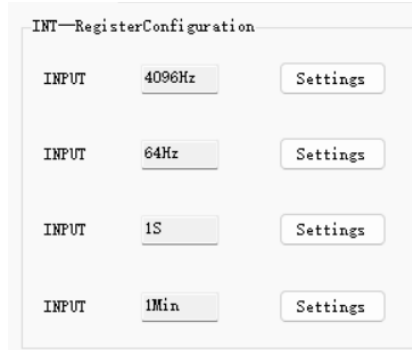 INT—RegisterConfiguration
INPUT 4096Hz Settings
INPUT 64Hz Settings
INPUT 1S Settings
INPUT 1Min Settings